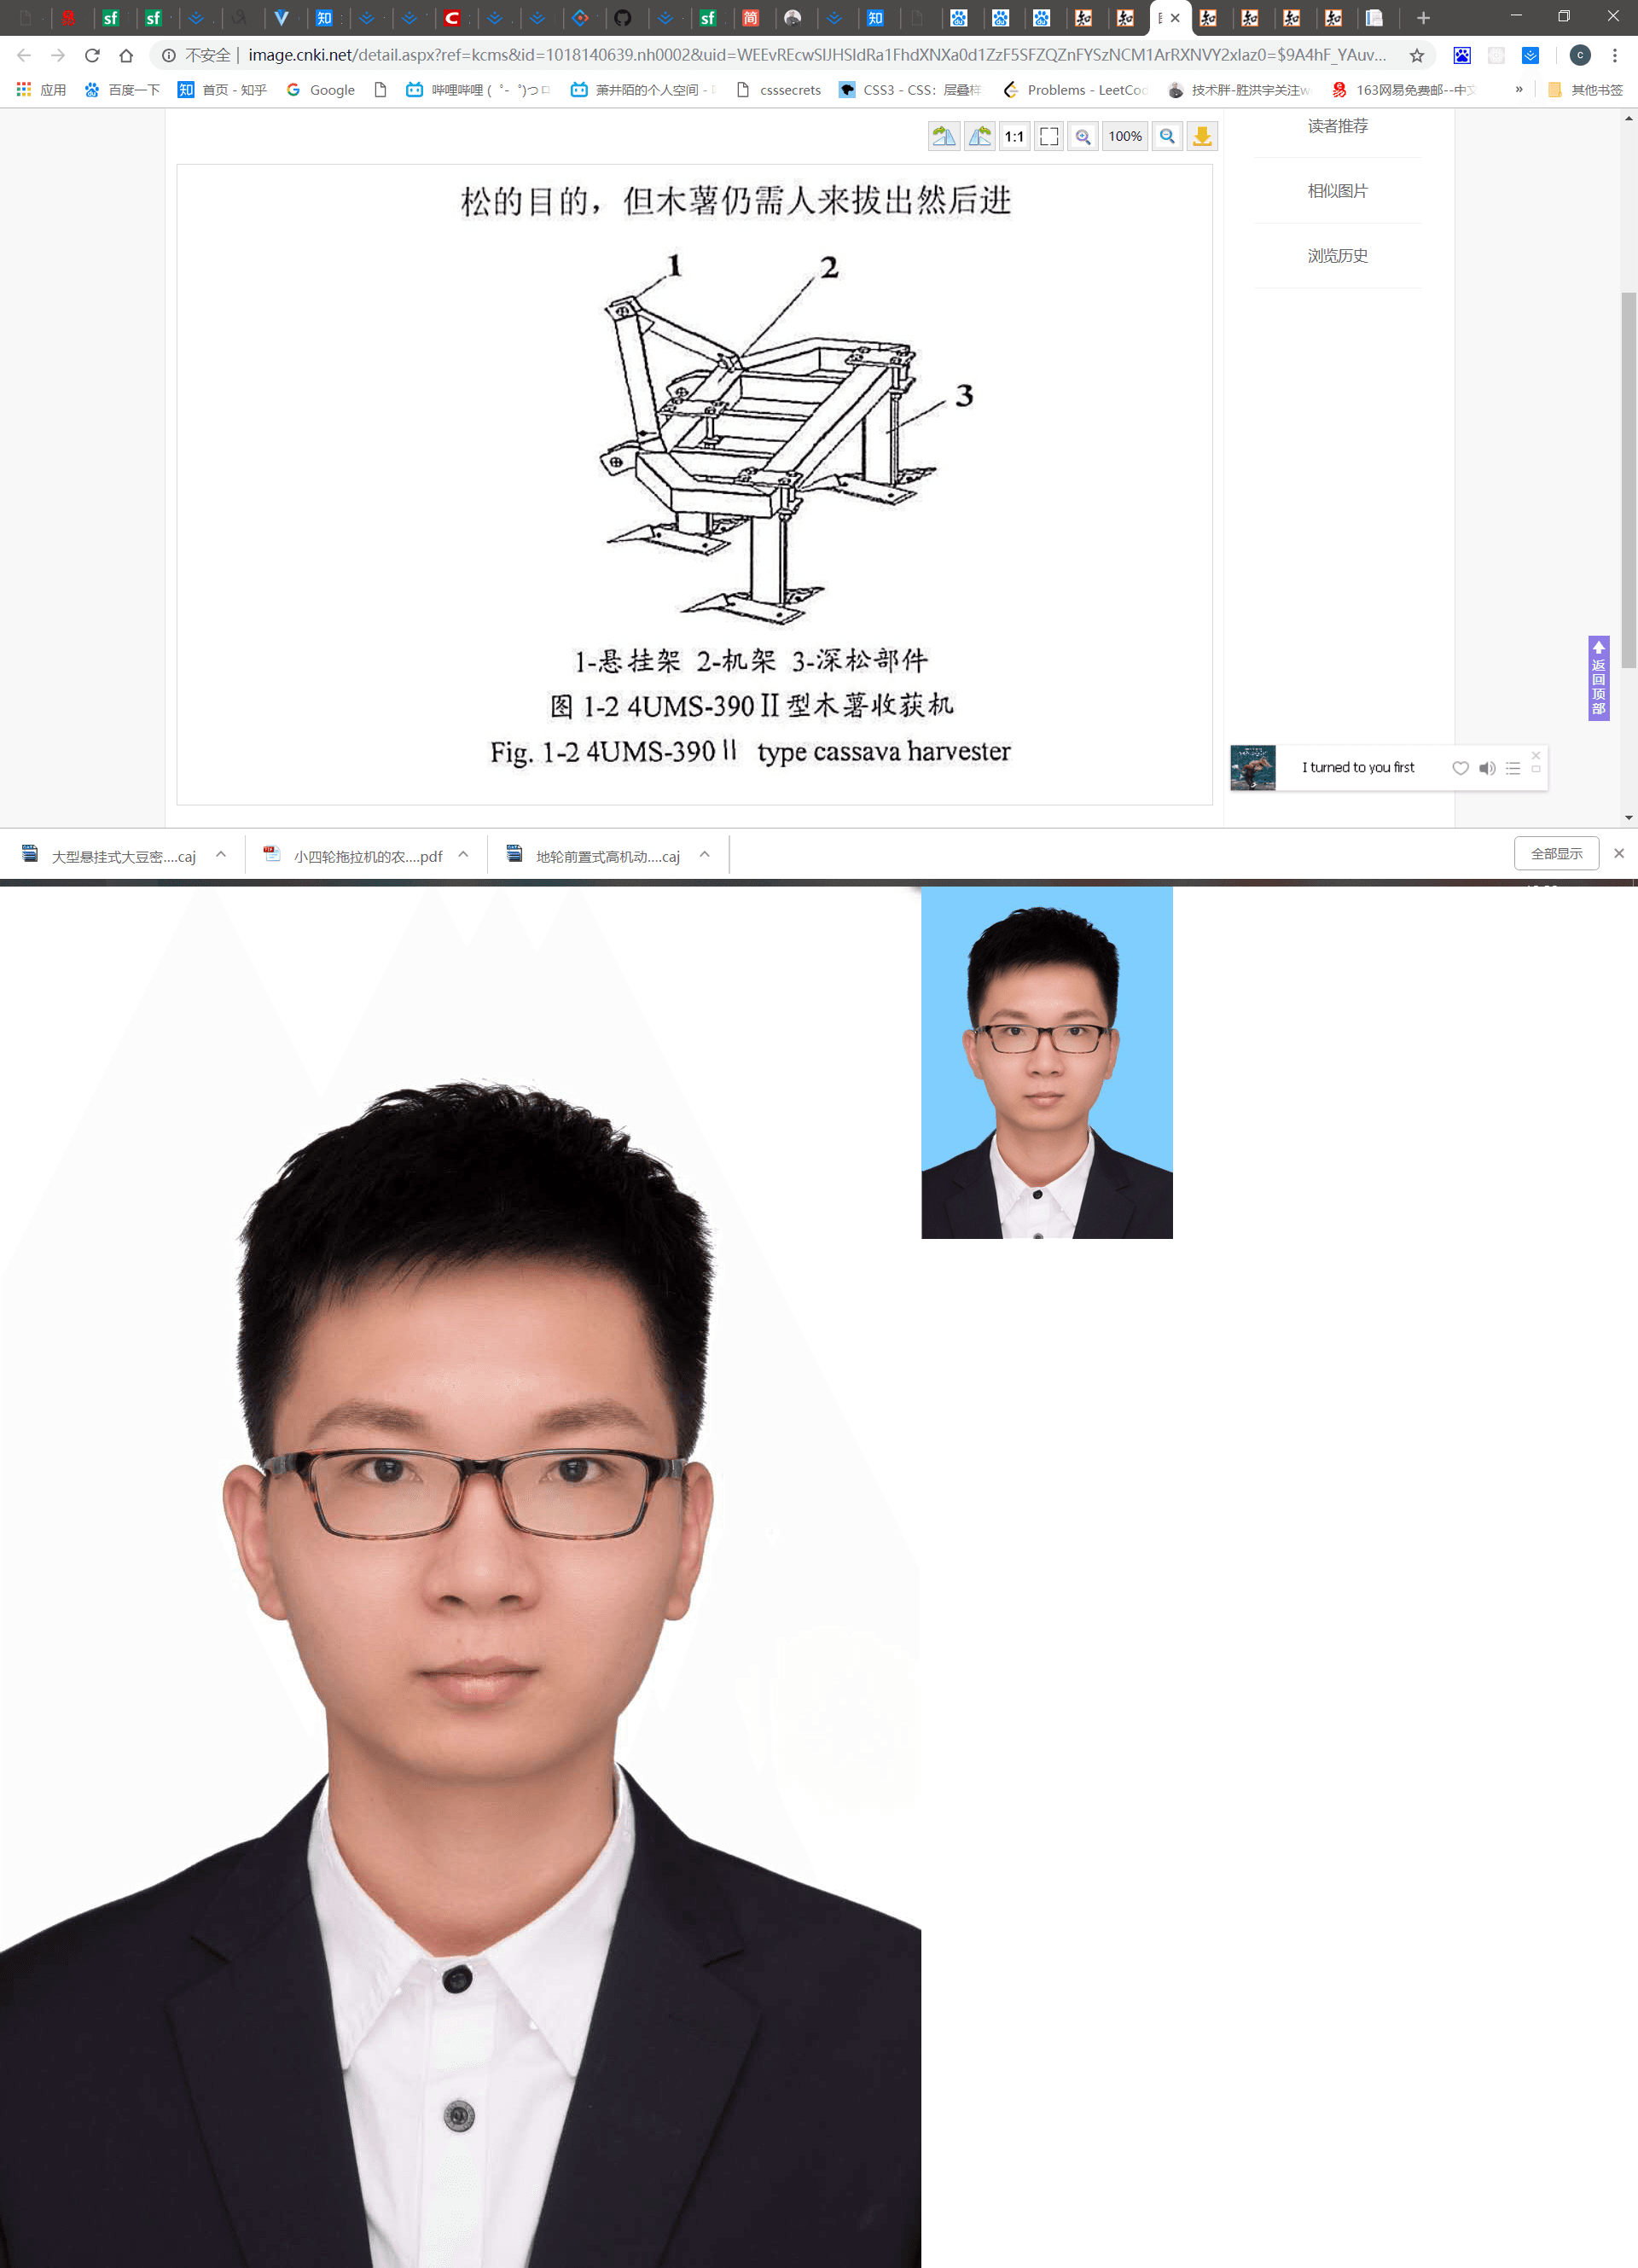 不安全 | image.cnki.net/detail.aspx?ref=kcms&id=1018140639.nh0002&uid=WEEvREcwSlJHSldRa1FhdXNXa0d1ZzF5SFZQZnFYSzNCM1ArRXNVY2xlaz0=$9A4hF_YAuv...
应用 百度一下 知 首页 - 知乎 Google 哔哩哔哩 ( ゜- ゜)つロ 萧井陌的个人空间 - csssecrets CSS3 - CSS：层叠样 Problems - LeetCo 技术胖-胜洪宇关注w 163网易免费邮--中文 » 其他书签
1:1 100%
读者推荐
相似图片
浏览历史
松的目的，但木薯仍需人来拔出然后进
1
2
3
1-悬挂架 2-机架 3-深松部件
图 1-2 4UMS-390Ⅱ型木薯收获机
Fig. 1-2 4UMS-390Ⅱ type cassava harvester
返回顶部
I turned to you first
大型悬挂式大豆密....caj 小四轮拖拉机的农....pdf 地轮前置式高机动....caj 全部显示